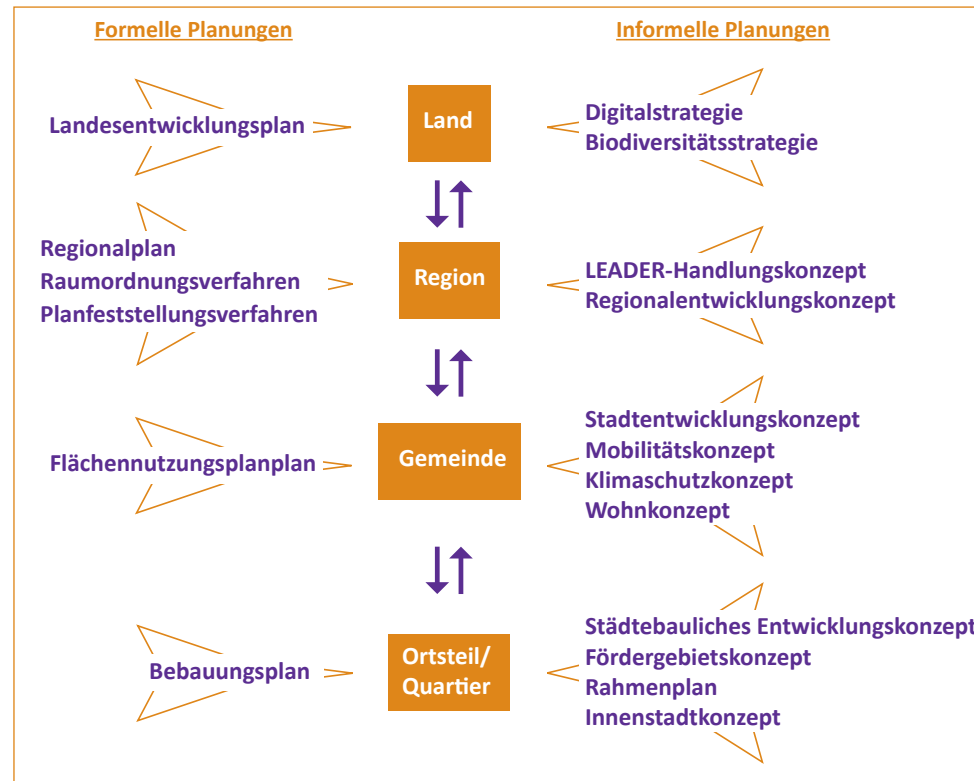 Formelle Planungen
Informelle Planungen
Landesentwicklungsplan
Land
Digitalstrategie
Biodiversitätsstrategie
Regionalplan
Raumordnungsverfahren
Planfeststellungsverfahren
Region
LEADER-Handlungskonzept
Regionalentwicklungskonzept
Flächennutzungsplanplan
Gemeinde
Stadtentwicklungskonzept
Mobilitätskonzept
Klimaschutzkonzept
Wohnkonzept
Bebauungsplan
Ortsteil/
Quartier
Städtebauliches Entwicklungskonzept
Fördergebietskonzept
Rahmenplan
Innenstadtkonzept